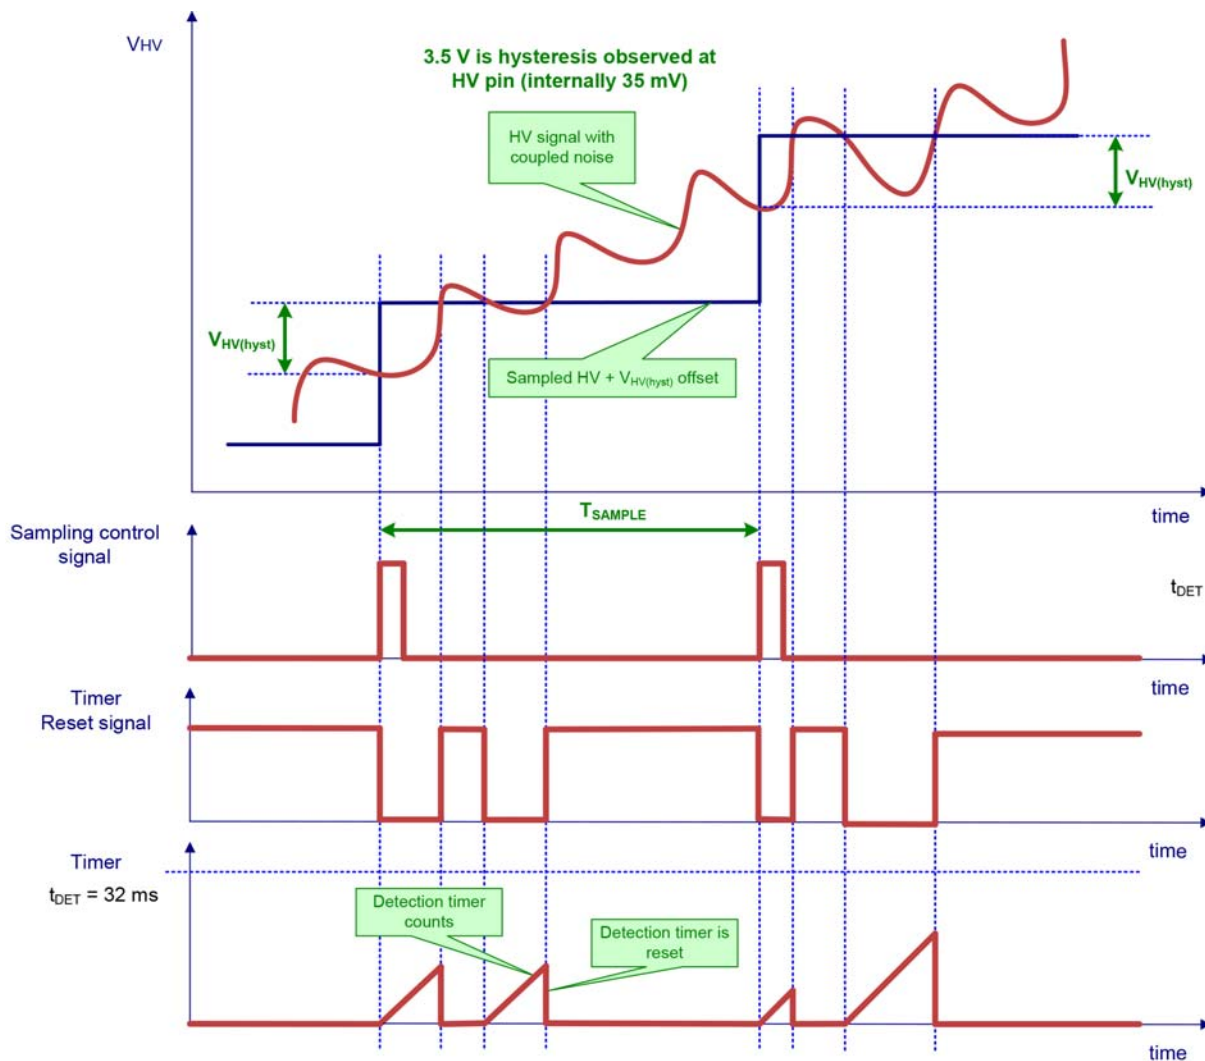 VHV
3.5 V is hysteresis observed at
HV pin (internally 35 mV)
HV signal with
coupled noise
VHV(hyst)
VHV(hyst)
Sampled HV + VHV(hyst) offset
time
Sampling control
signal
TSAMPLE
tDET
time
Timer
Reset signal
time
Timer
tDET = 32 ms
Detection timer
counts
Detection timer is
reset
time